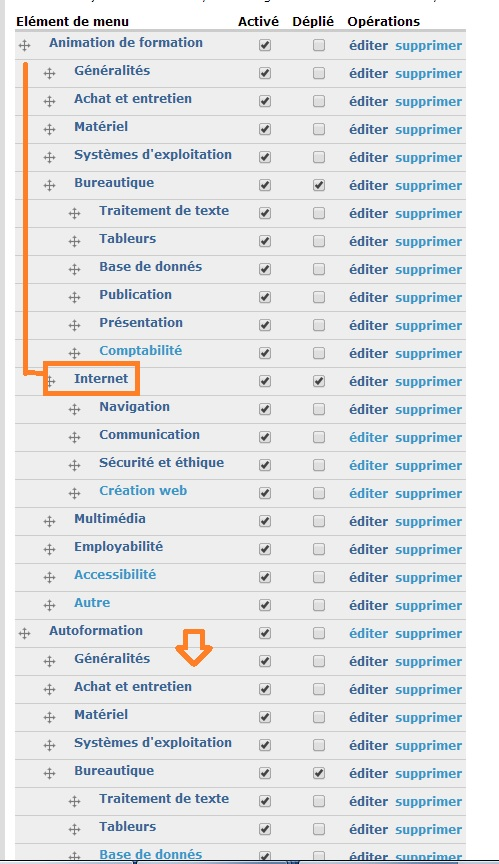 Elément de menu Activé Déplié Opérations
Animation de formation éditer supprimer
Généralités éditer supprimer
Achat et entretien éditer supprimer
Matériel éditer supprimer
Systèmes d'exploitation éditer supprimer
Bureautique éditer supprimer
Traitement de texte éditer supprimer
Tableurs éditer supprimer
Base de donnés éditer supprimer
Publication éditer supprimer
Présentation éditer supprimer
Comptabilité éditer supprimer
Internet éditer supprimer
Navigation éditer supprimer
Communication éditer supprimer
Sécurité et éthique éditer supprimer
Création web éditer supprimer
Multimédia éditer supprimer
Employabilité éditer supprimer
Accessibilité éditer supprimer
Autre éditer supprimer
Autoformation éditer supprimer
Généralités éditer supprimer
Achat et entretien éditer supprimer
Matériel éditer supprimer
Systèmes d'exploitation éditer supprimer
Bureautique éditer supprimer
Traitement de texte éditer supprimer
Tableurs éditer supprimer
Base de donnés éditer supprimer